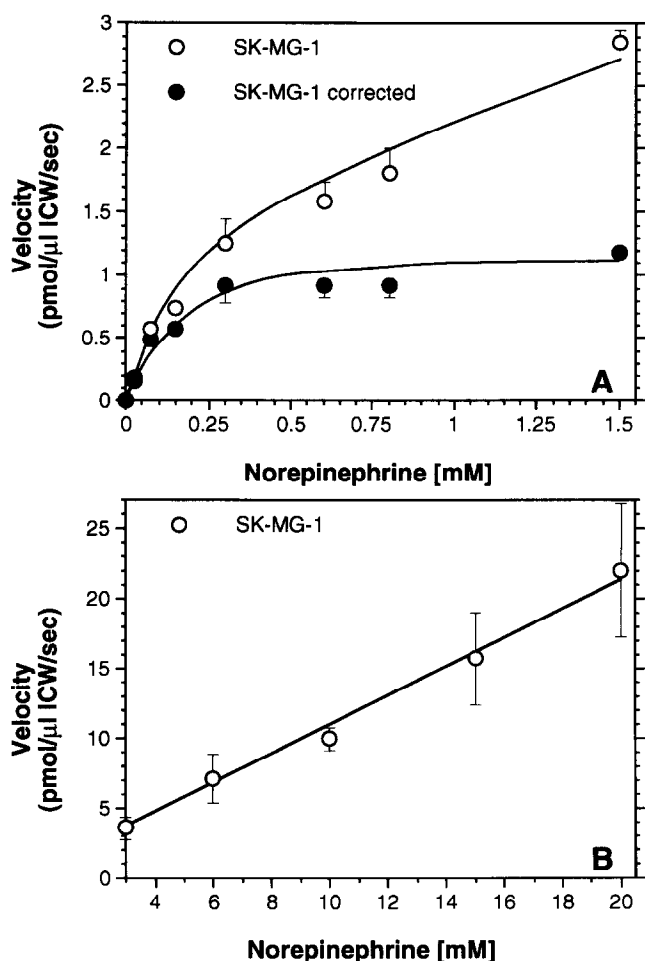 3
2.5
2
1.5
1
0.5
0
SK-MG-1
SK-MG-1 corrected
Velocity
(pmol/μl ICW/sec)
A
0 0.25 0.5 0.75 1 1.25 1.5
Norepinephrine [mM]
25
20
15
10
5
0
SK-MG-1
Velocity
(pmol/μl ICW/sec)
B
4 6 8 10 12 14 16 18 20
Norepinephrine [mM]